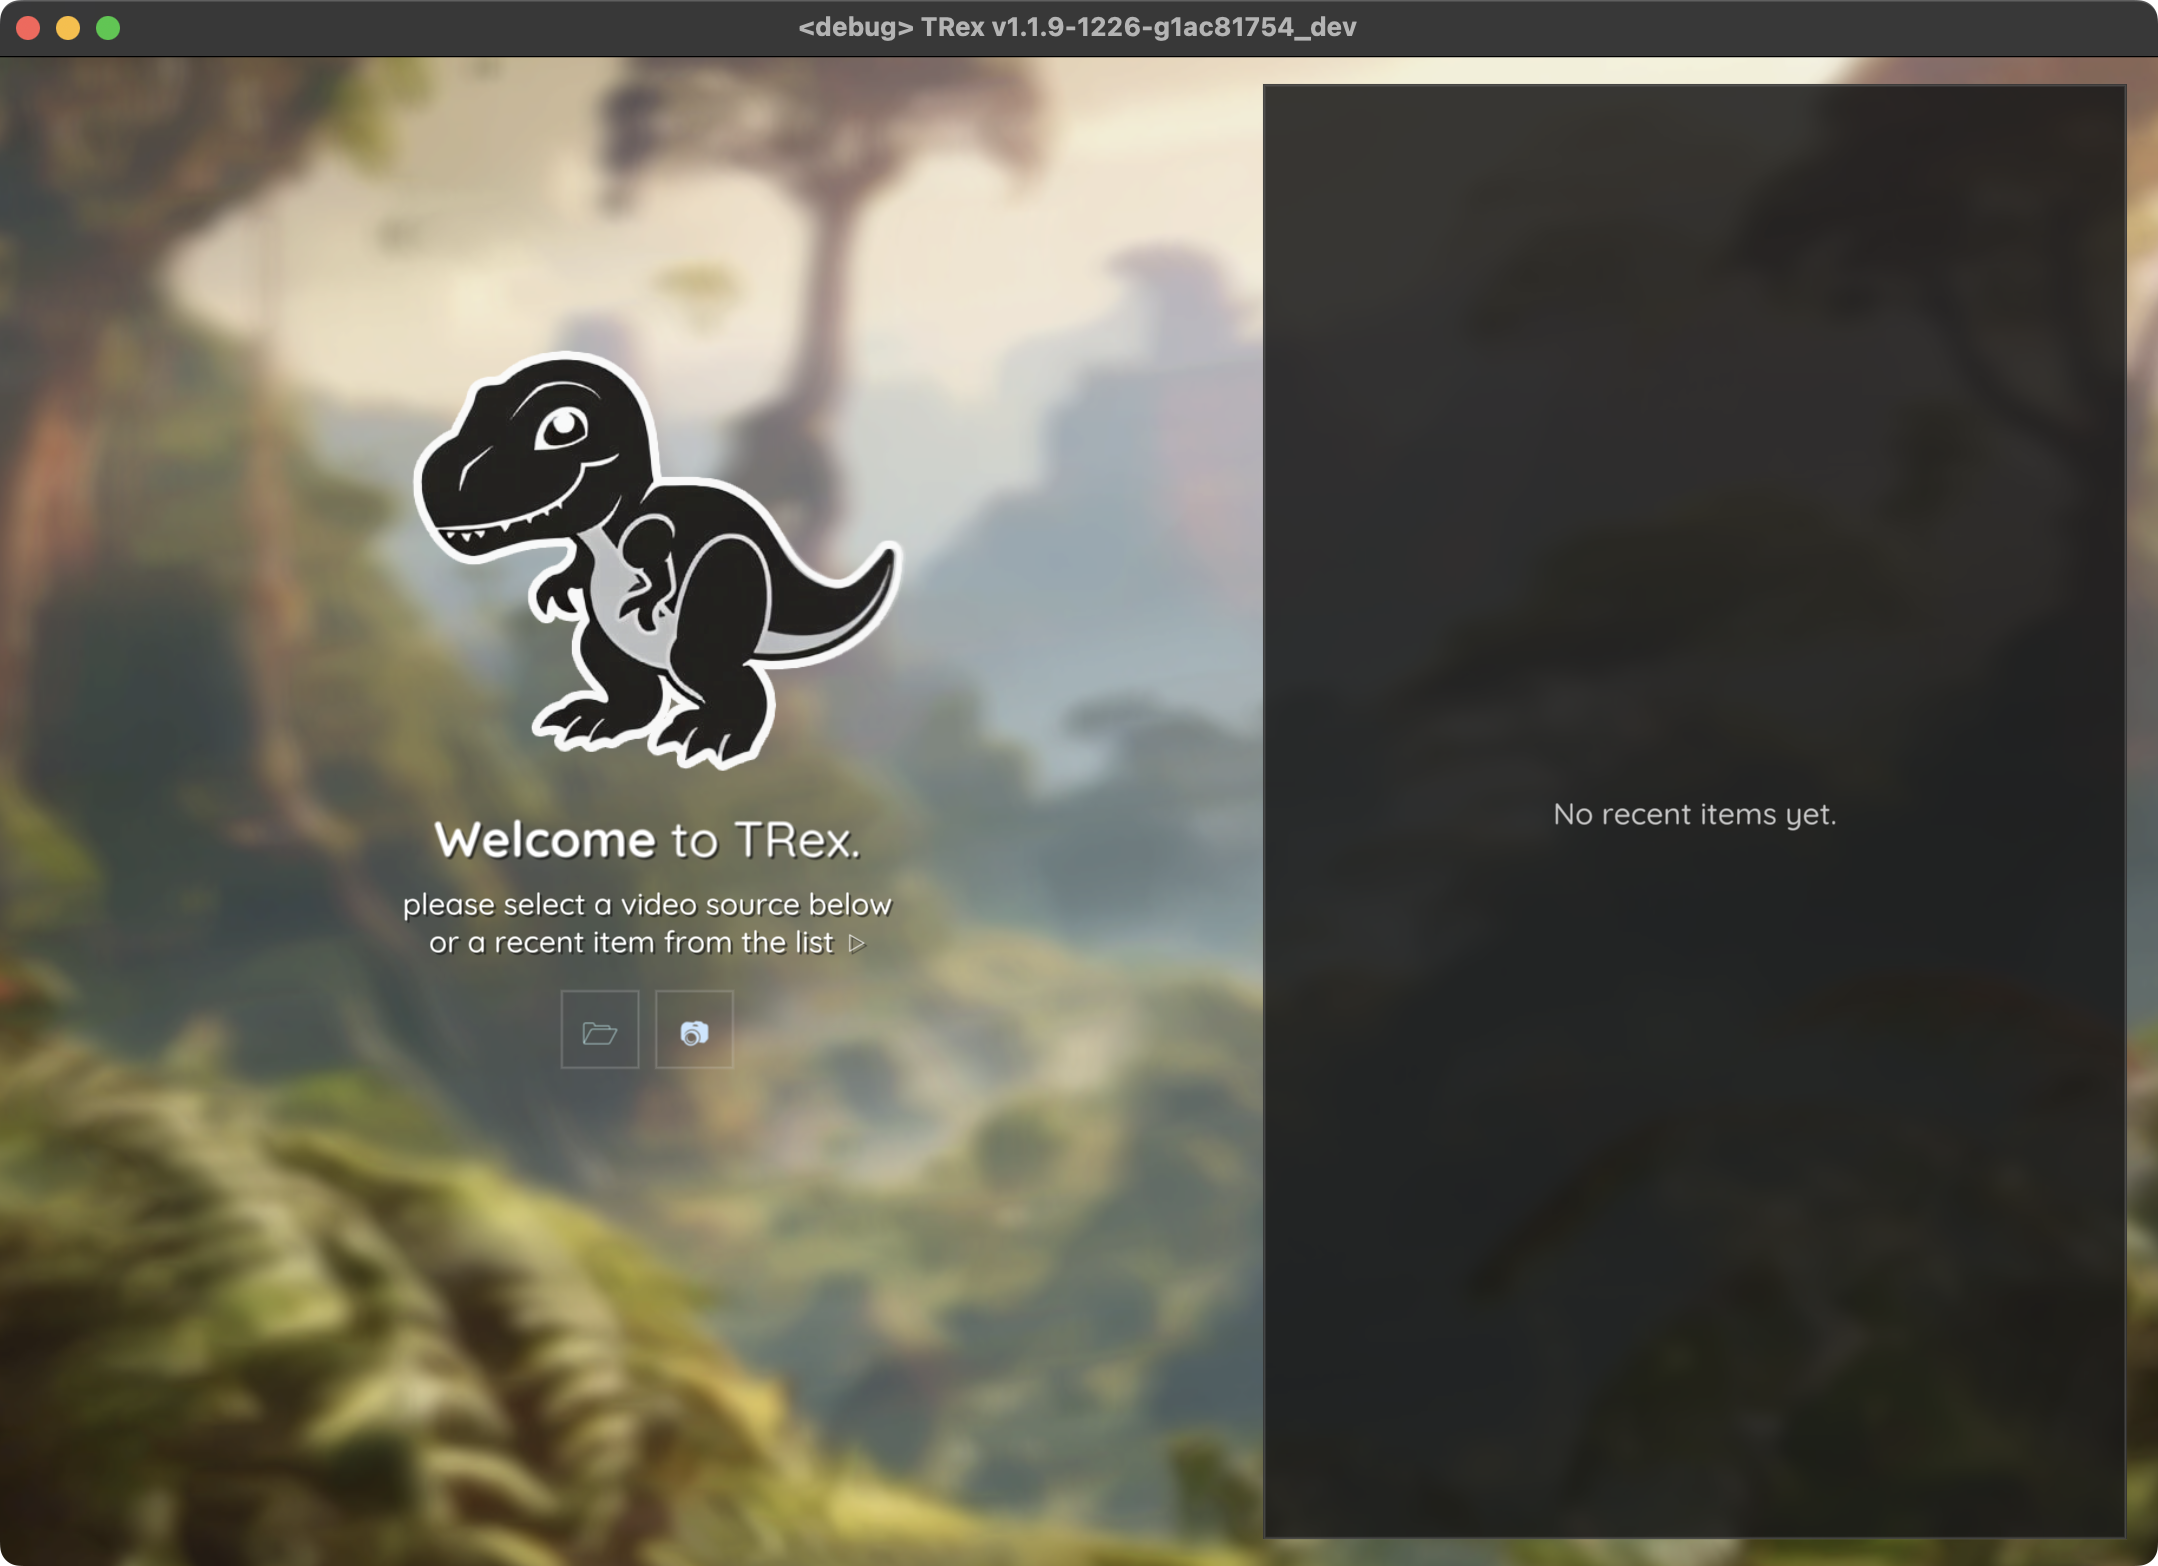 <debug> TRex v1.1.9-1226-g1ac81754_dev
Welcome to TRex.
please select a video source below
or a recent item from the list ▷
No recent items yet.